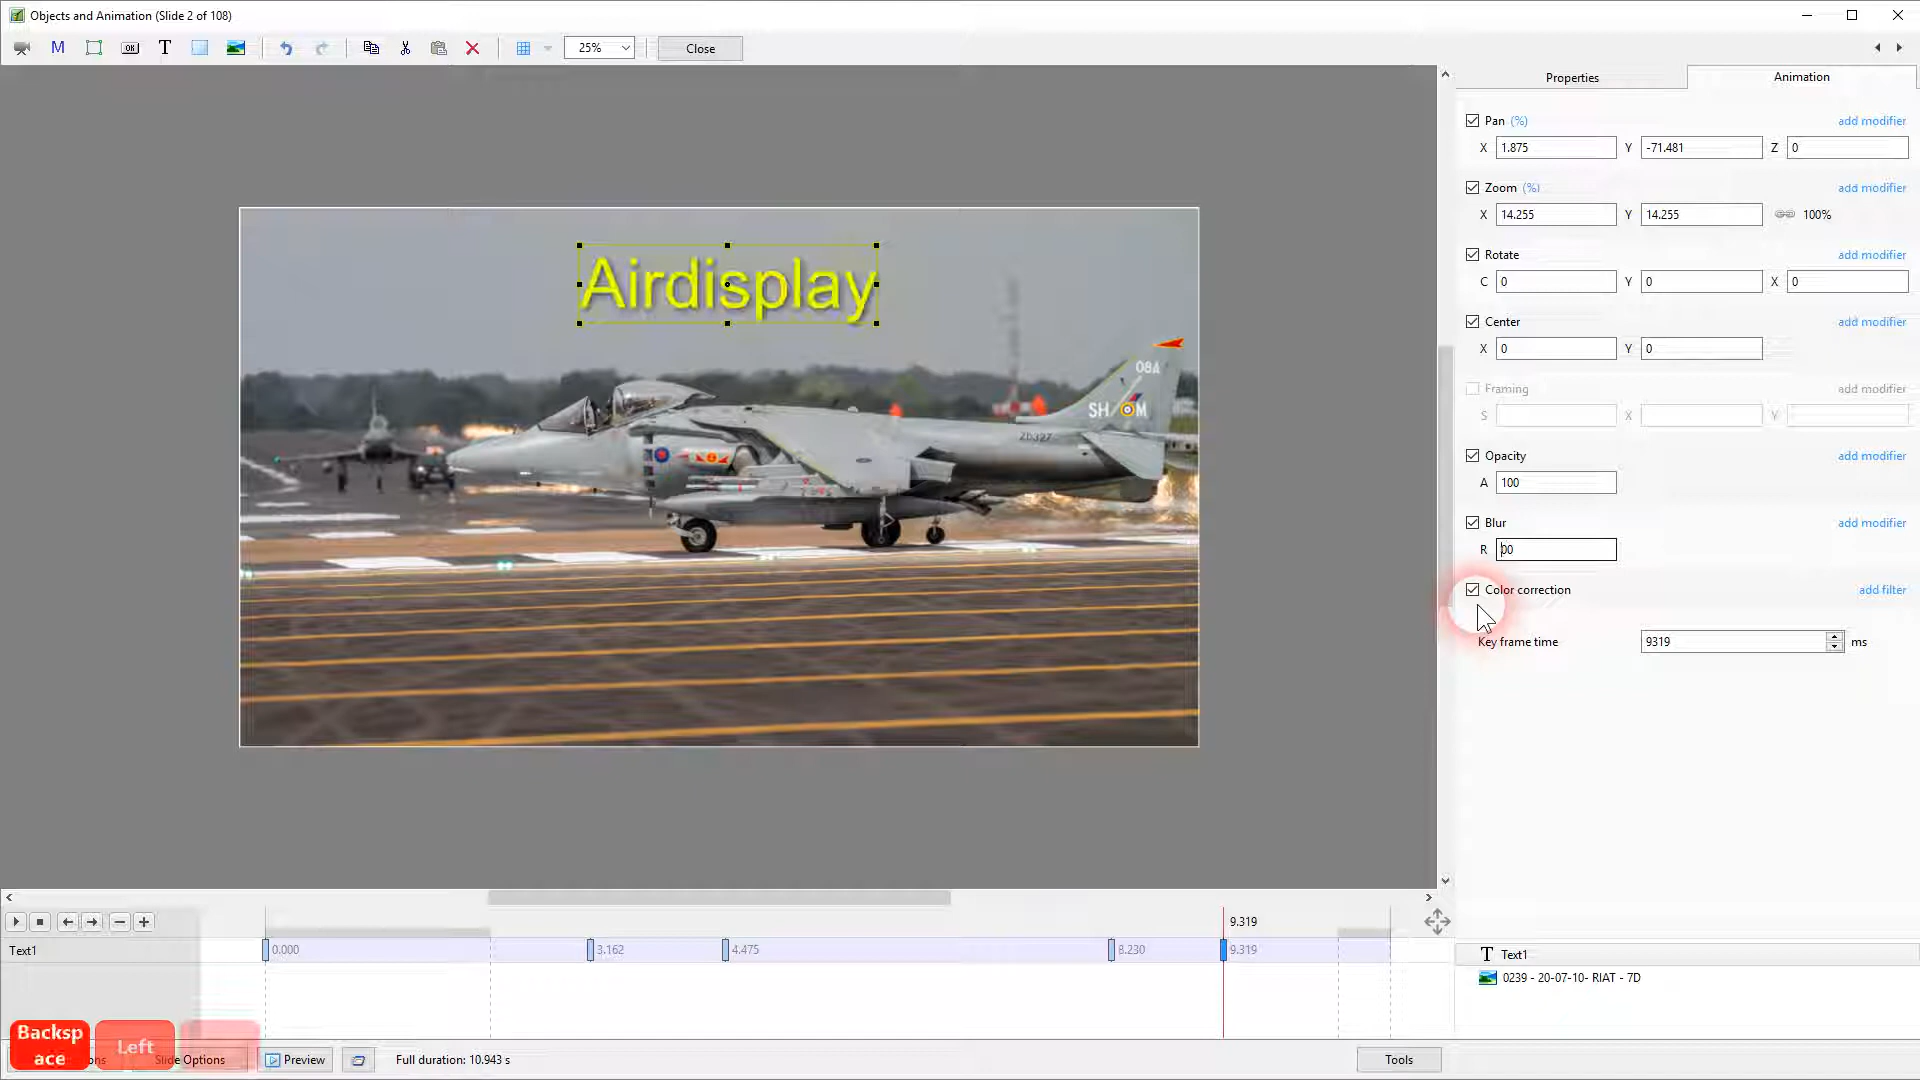 Objects and Animation (Slide 2 of 108)
M OK T 25% Close
Properties Animation
Pan (%) add modifier
X 1.875 Y -71.481 Z 0
Zoom (%) add modifier
X 14.255 Y 14.255 100%
Rotate add modifier
C 0 Y 0 X 0
Center add modifier
X 0 Y 0
Framing add modifier
S X Y
Opacity add modifier
A 100
Blur add modifier
R 00
Color correction add filter
Key frame time 9319 ms
Airdisplay
08A
SH M
ZD327
9.319
Text1 0.000 3.162 4.475 8.230 9.319
T Text1
0239 - 20-07-10- RIAT - 7D
Backsp
ace
Left
Slide Options Preview Full duration: 10.943 s Tools